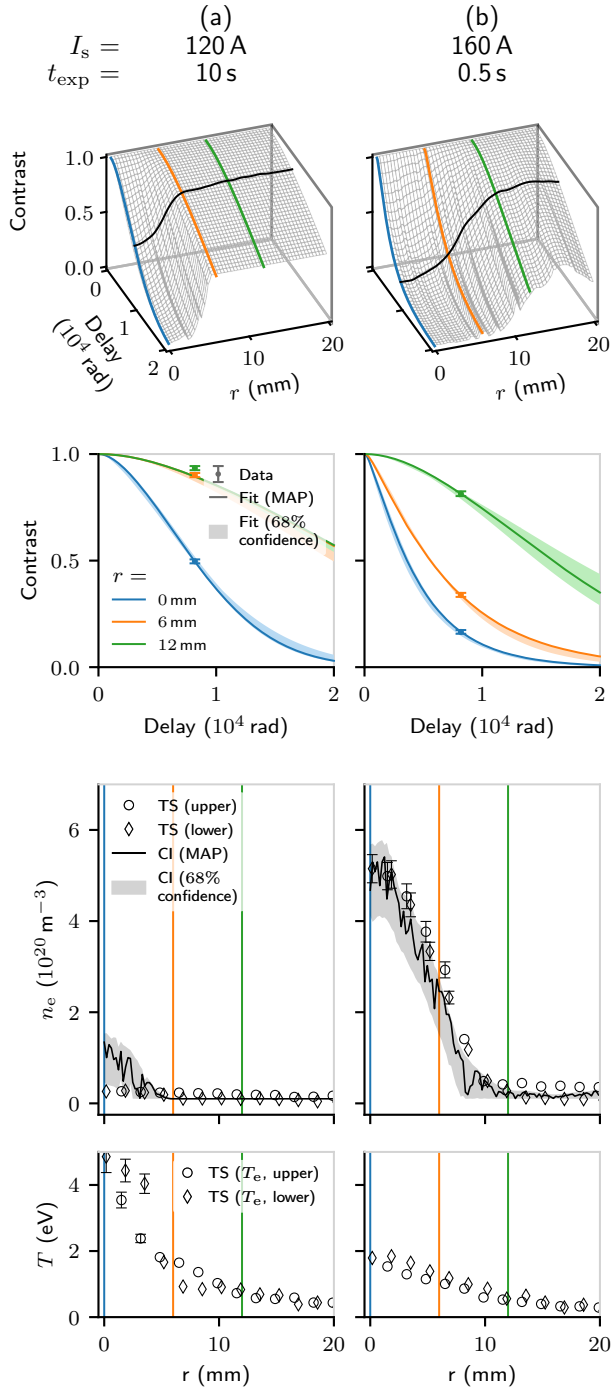 (a) (b)
I_s = 120 A 160 A
t_exp = 10 s 0.5 s
Contrast
1.0
0.5
0.0
0
1
2
Delay
(10^4 rad)
0
10
20
r (mm)
0
10
20
r (mm)
Contrast
1.0
0.5
0.0
Data
Fit (MAP)
Fit (68%
confidence)
r =
0 mm
6 mm
12 mm
0 1 2
Delay (10^4 rad)
0 1 2
Delay (10^4 rad)
n_e (10^20 m^−3)
6
4
2
0
TS (upper)
TS (lower)
CI (MAP)
CI (68%
confidence)
T (eV)
4
2
0
TS (T_e, upper)
TS (T_e, lower)
0 10 20
r (mm)
0 10 20
r (mm)